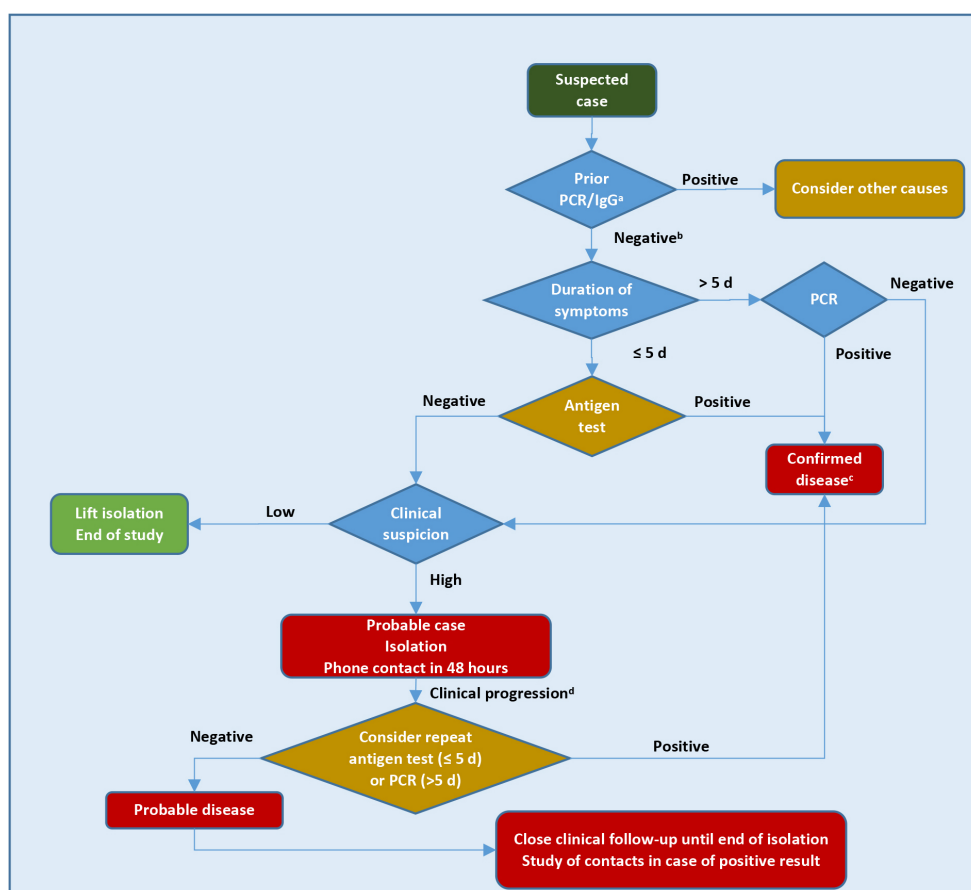 Suspected
case
Prior
PCR/IgGᵃ
Positive
Consider other causes
Negativeᵇ
Duration of
symptoms
> 5 d
PCR
Negative
≤ 5 d
Positive
Negative
Antigen
test
Positive
Confirmed
diseaseᶜ
Lift isolation
End of study
Low
Clinical
suspicion
High
Probable case
Isolation
Phone contact in 48 hours
Clinical progressionᵈ
Negative
Consider repeat
antigen test (≤ 5 d)
or PCR (>5 d)
Positive
Probable disease
Close clinical follow-up until end of isolation
Study of contacts in case of positive result